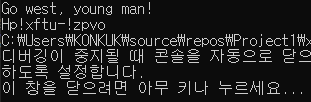 Go west, young man!
Hp!xftu-!zpvo
C:\Users\KONKUK\source\repos\Project1\x
디버깅이 중지될 때 콘솔을 자동으로 닫으
하도록 설정합니다.
이 창을 닫으려면 아무 키나 누르세요...